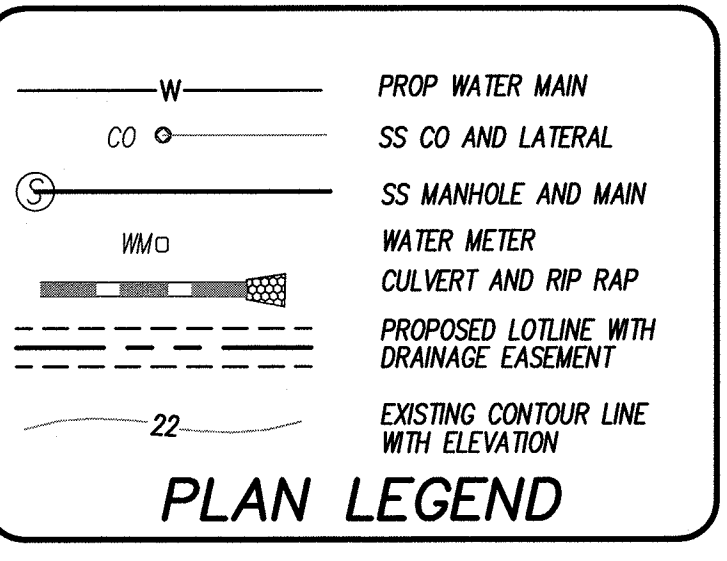 W PROP WATER MAIN
CO SS CO AND LATERAL
S SS MANHOLE AND MAIN
WM WATER METER
CULVERT AND RIP RAP
PROPOSED LOTLINE WITH
DRAINAGE EASEMENT
22 EXISTING CONTOUR LINE
WITH ELEVATION
PLAN LEGEND